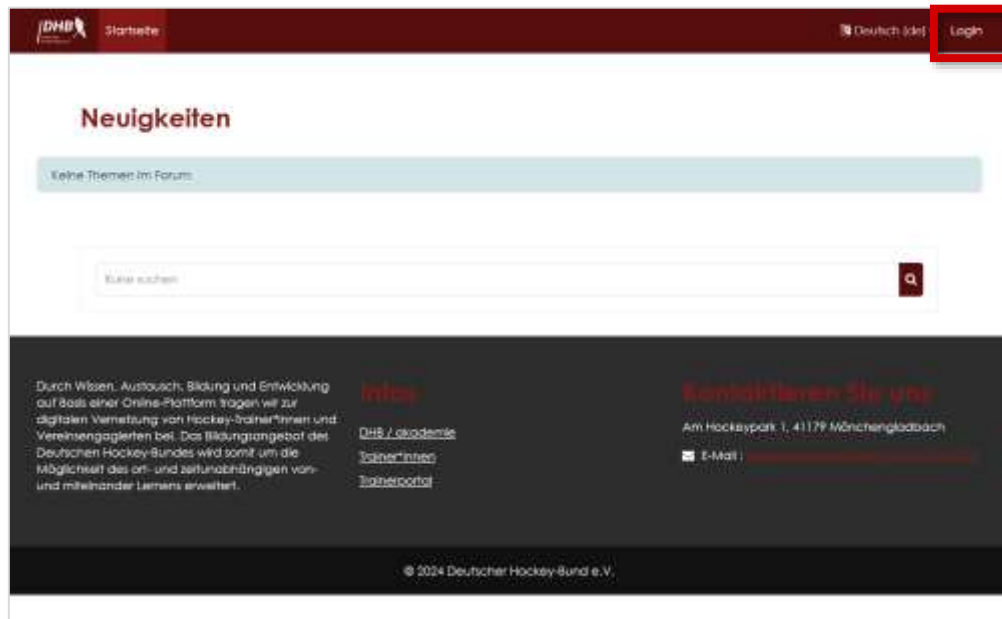 DHB
Startseite
Deutsch (de)
Login
Neuigkeiten
Keine Themen im Forum
Kurse suchen
Durch Wissen, Austausch, Bildung und Entwicklung
auf Basis einer Online-Plattform tragen wir zur
digitalen Vernetzung von Hockey-trainer*innen und
Vereinsengagierten bei. Das Bildungsangebot des
Deutschen Hockey-Bundes wird somit um die
Möglichkeit des ort- und zeitunabhängigen von-
und miteinander Lernens erweitert.
Infos
DHB / akademie
Trainer*innen
Trainerportal
Kontaktieren Sie uns
Am Hockeypark 1, 41179 Mönchengladbach
E-Mail :
© 2024 Deutscher Hockey-Bund e.V.